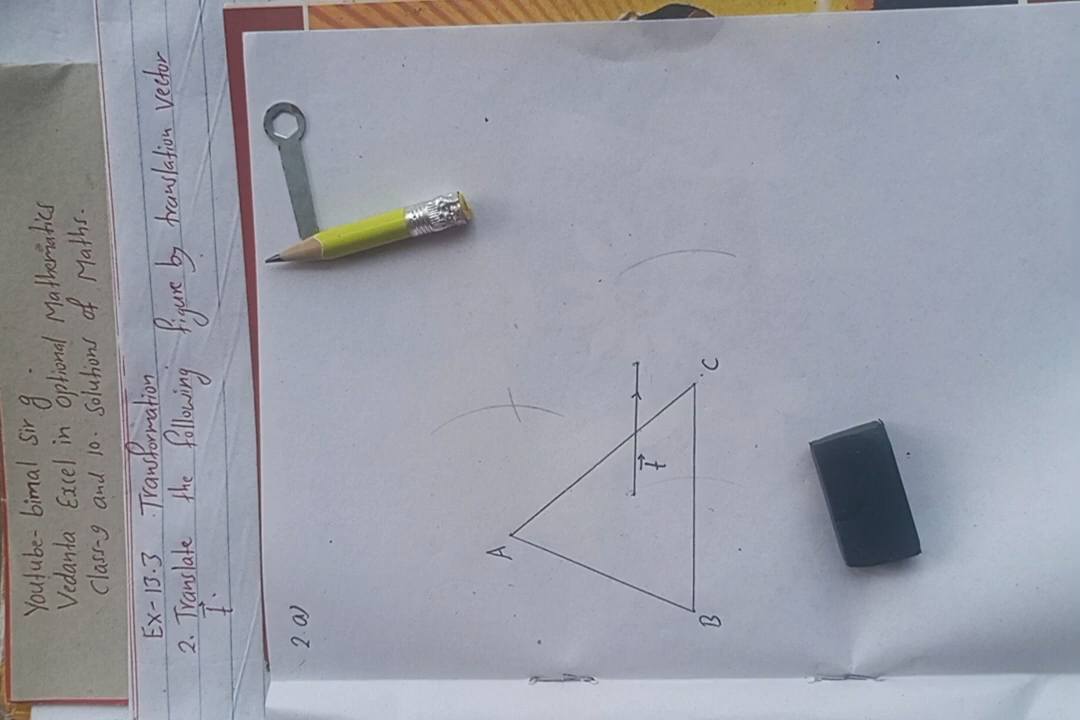 Youtube- bimal Sir g
Vedanta Excel in Optional Mathematics
Class-9 and 10. Solutions of Maths.
Ex-13.3 Transformation
2. Translate the following figure by translation vector
t.
2 a)
A
t
B
C